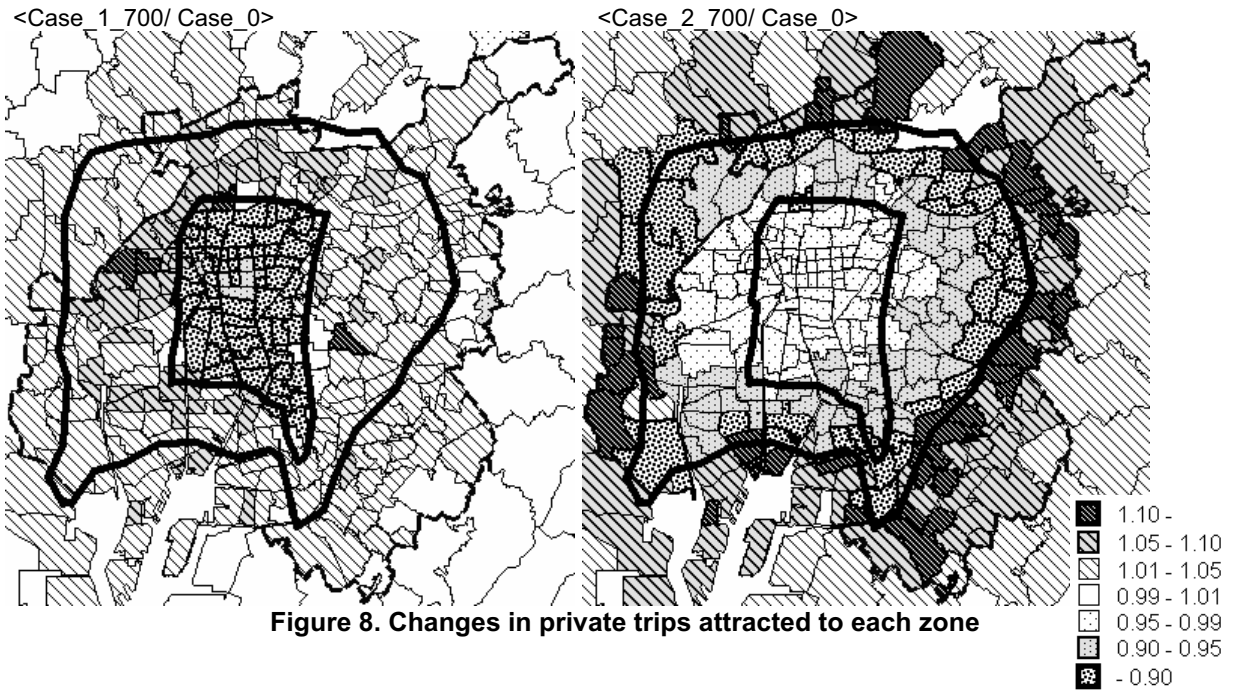 <Case_1_700/ Case_0>
<Case_2_700/ Case_0>
1.10 -
1.05 - 1.10
1.01 - 1.05
0.99 - 1.01
0.95 - 0.99
0.90 - 0.95
- 0.90
Figure 8. Changes in private trips attracted to each zone